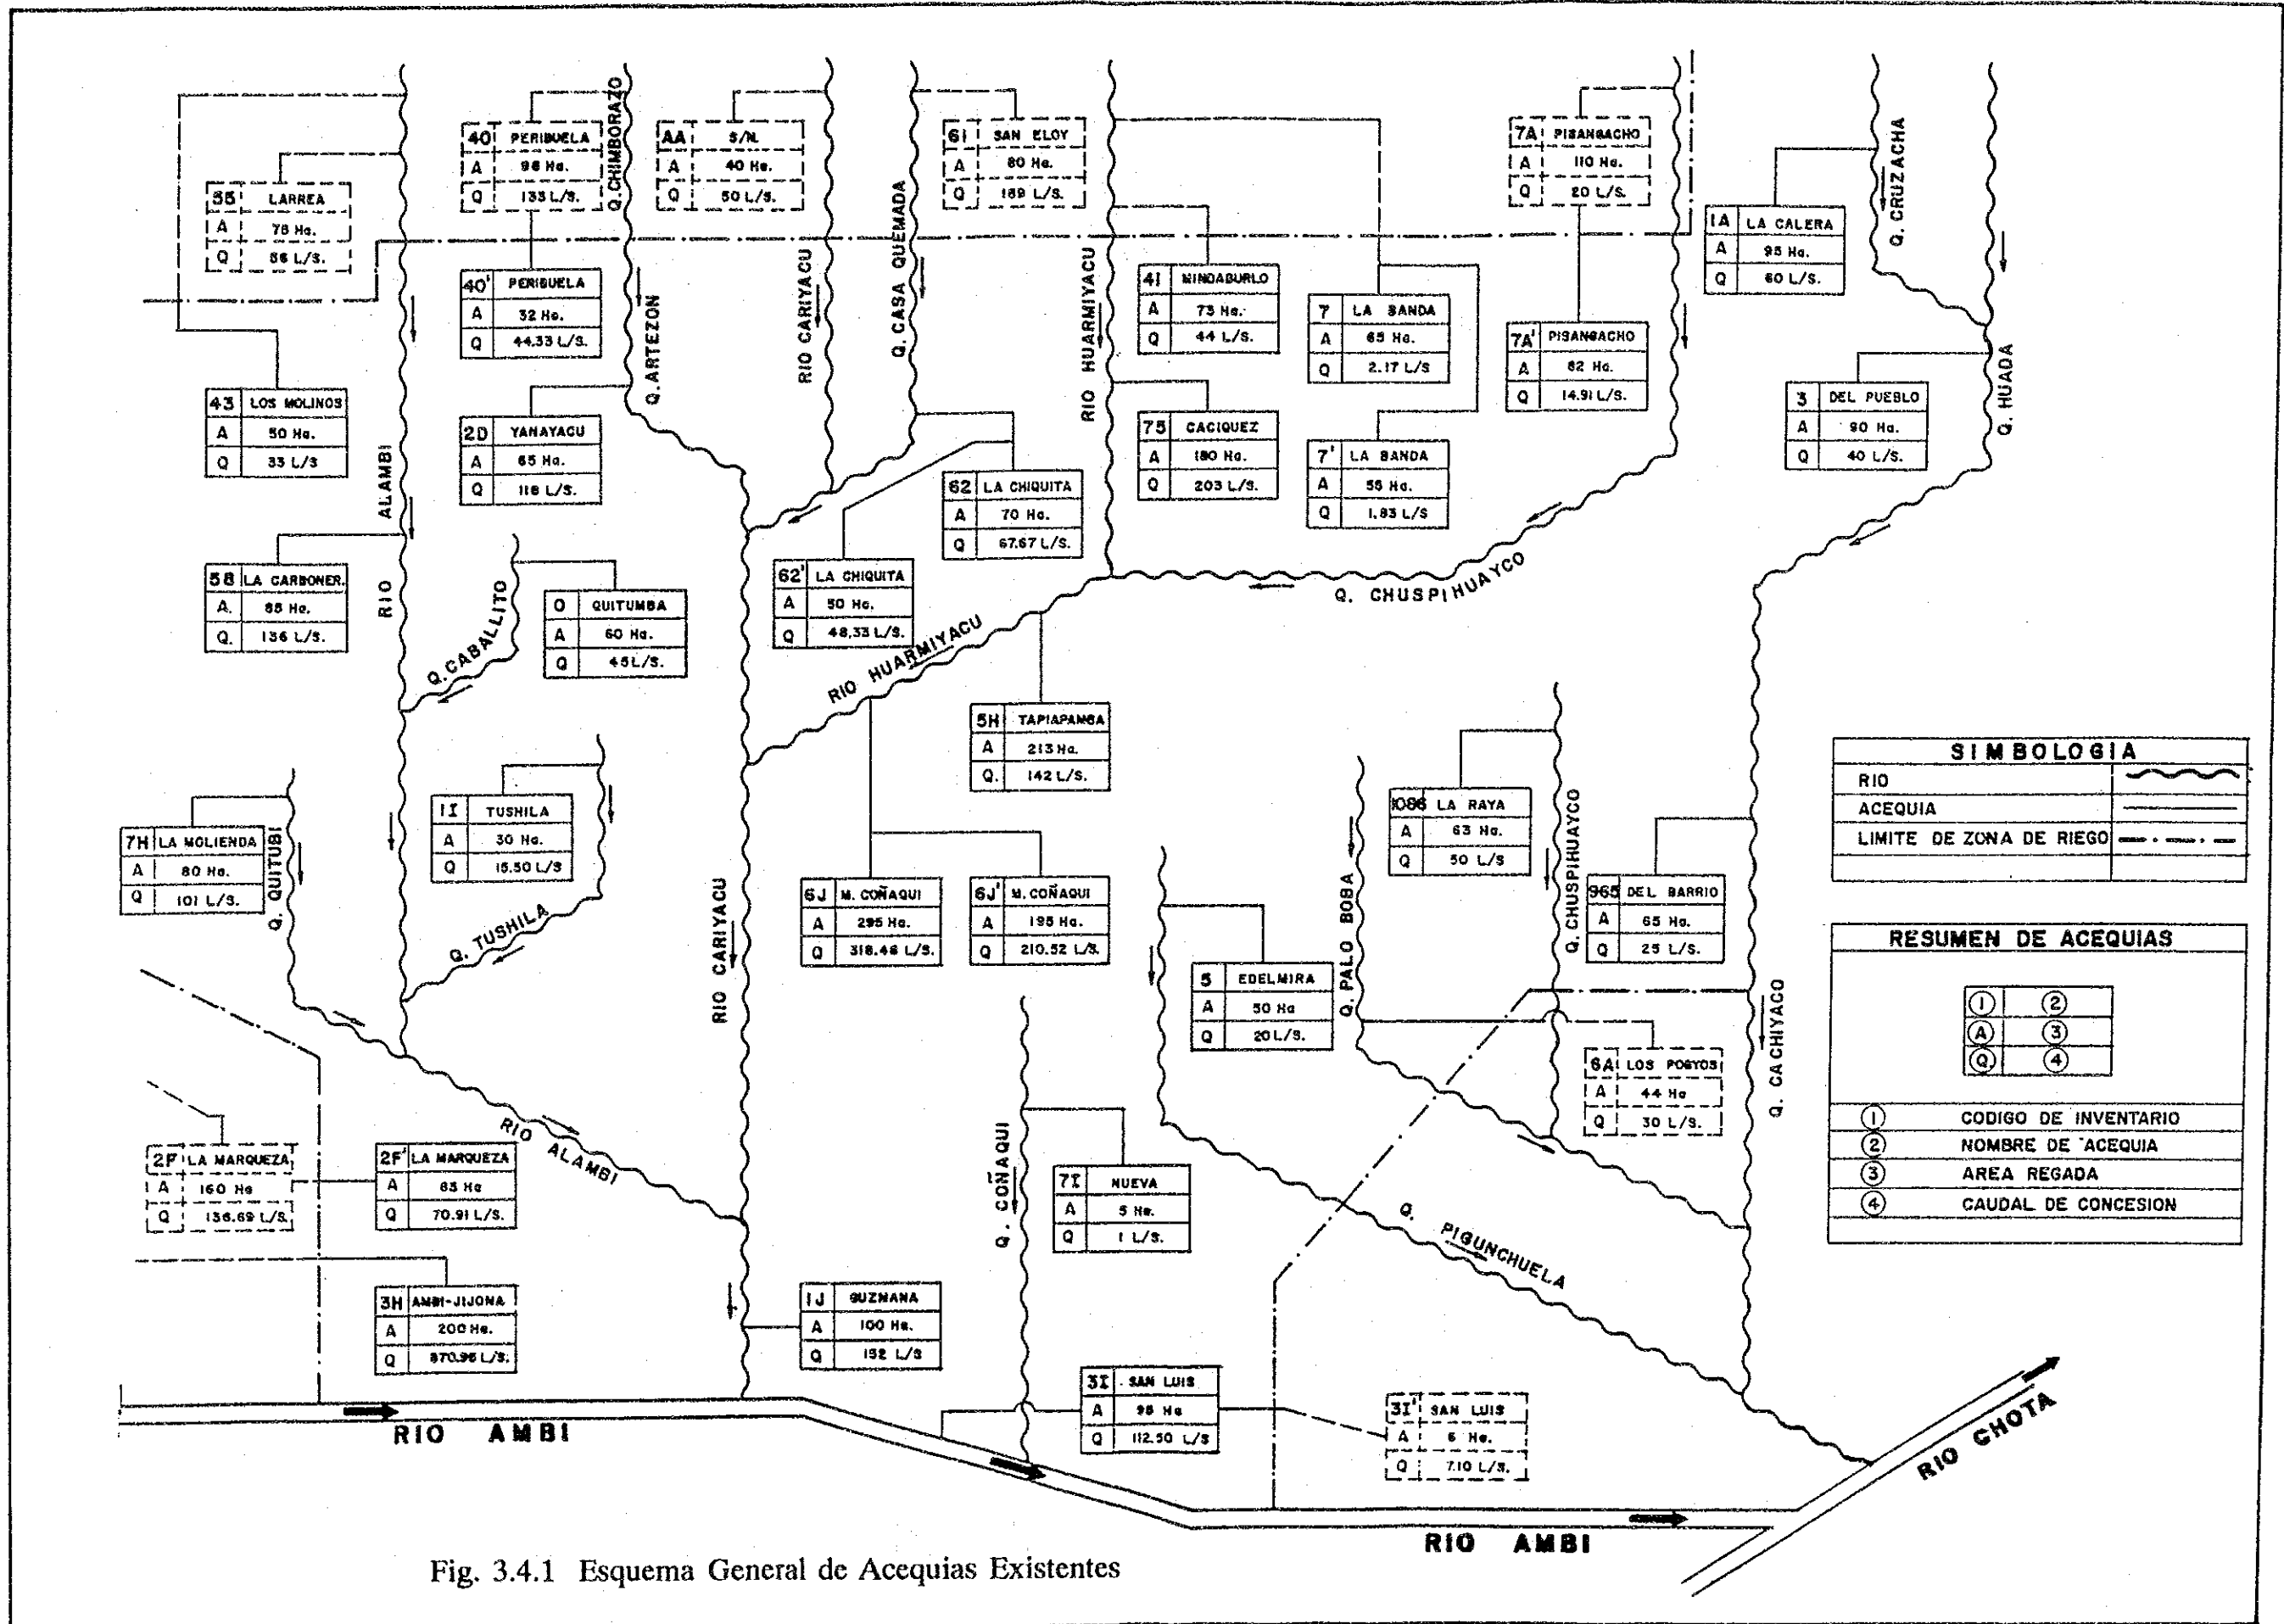 Q.CHIMBORAZO
40 PERIBUELA
A 96 Ha.
Q 133 L/S.
AA S/N.
A 40 Ha.
Q 50 L/S.
61 SAN ELOY
A 80 Ha.
Q 169 L/S.
7A PISANGACHO
A 110 Ha.
Q 20 L/S.
Q. CRUZACHA
55 LARREA
A
Q
1A LA CALERA
A 95 Ha.
Q 60 L/S.
Q. CASA QUEMADA
RIO CARIYACU
RIO HUARMIYACU
40' PERIBUELA
A 32 Ha.
Q 44.33 L/S.
Q. ARTEZON
41 MINDABURLO
A 73 Ha.
Q 44 L/S.
7 LA BANDA
A 65 Ha.
Q 2.17 L/S
7A' PISANGACHO
A 82 Ha.
Q 14.91 L/S.
3 DEL PUEBLO
A 90 Ha.
Q 40 L/S.
Q. HUADA
43 LOS MOLINOS
A 50 Ha.
Q 33 L/S
2D YANAYACU
A 65 Ha.
Q 118 L/S.
75 CACIQUEZ
A 180 Ha.
Q 203 L/S.
7' LA BANDA
A 55 Ha.
Q 1.83 L/S
62 LA CHIQUITA
A 70 Ha.
Q 67.67 L/S.
RIO ALAMBI
58 LA CARBONER.
A. 85 Ha.
Q. 136 L/S.
Q. CABALLITO
0 QUITUMBA
A 60 Ha.
Q 45 L/S.
62' LA CHIQUITA
A 50 Ha.
Q 48.33 L/S.
Q. CHUSPIHUAYCO
RIO HUARMIYACU
5H TAPIAPAMBA
A 213 Ha.
Q. 142 L/S.
7H LA MOLIENDA
A 80 Ha.
Q 101 L/S.
Q. QUITUBI
1I TUSHILA
A 30 Ha.
Q 15.50 L/S
Q. TUSHILA
RIO CARIYACU
6J M. COÑAQUI
A 295 Ha.
Q 318.48 L/S.
6J' M. COÑAQUI
A 195 Ha.
Q 210.52 L/S.
1086 LA RAYA
A 63 Ha.
Q 50 L/S
Q. CHUSPIHUAYCO
965 DEL BARRIO
A 65 Ha.
Q 25 L/S.
Q. PALO BOBA
5 EDELMIRA
A 50 Ha
Q 20 L/S.
6A LOS POGYOS
A 44 Ha
Q 30 L/S.
Q. CACHIYACO
SIMBOLOGIA
RIO
ACEQUIA
LIMITE DE ZONA DE RIEGO
RESUMEN DE ACEQUIAS
1 2
A 3
Q 4
1 CODIGO DE INVENTARIO
2 NOMBRE DE ACEQUIA
3 AREA REGADA
4 CAUDAL DE CONCESION
RIO ALAMBI
2F LA MARQUEZA
A 160 Ha
Q 136.69 L/S.
2F' LA MARQUEZA
A 83 Ha
Q 70.91 L/S.
Q. COÑAQUI
7I NUEVA
A 5 Ha.
Q 1 L/S.
Q. PIGUNCHUELA
3H AMBI-JIJONA
A 200 Ha.
Q
1J GUZMANA
A 100 Ha.
Q 152 L/S
3I SAN LUIS
A 95 Ha
Q 112.50 L/S
3I' SAN LUIS
A 6 Ha.
Q 7.10 L/S.
RIO AMBI
RIO CHOTA
RIO AMBI
Fig. 3.4.1 Esquema General de Acequias Existentes